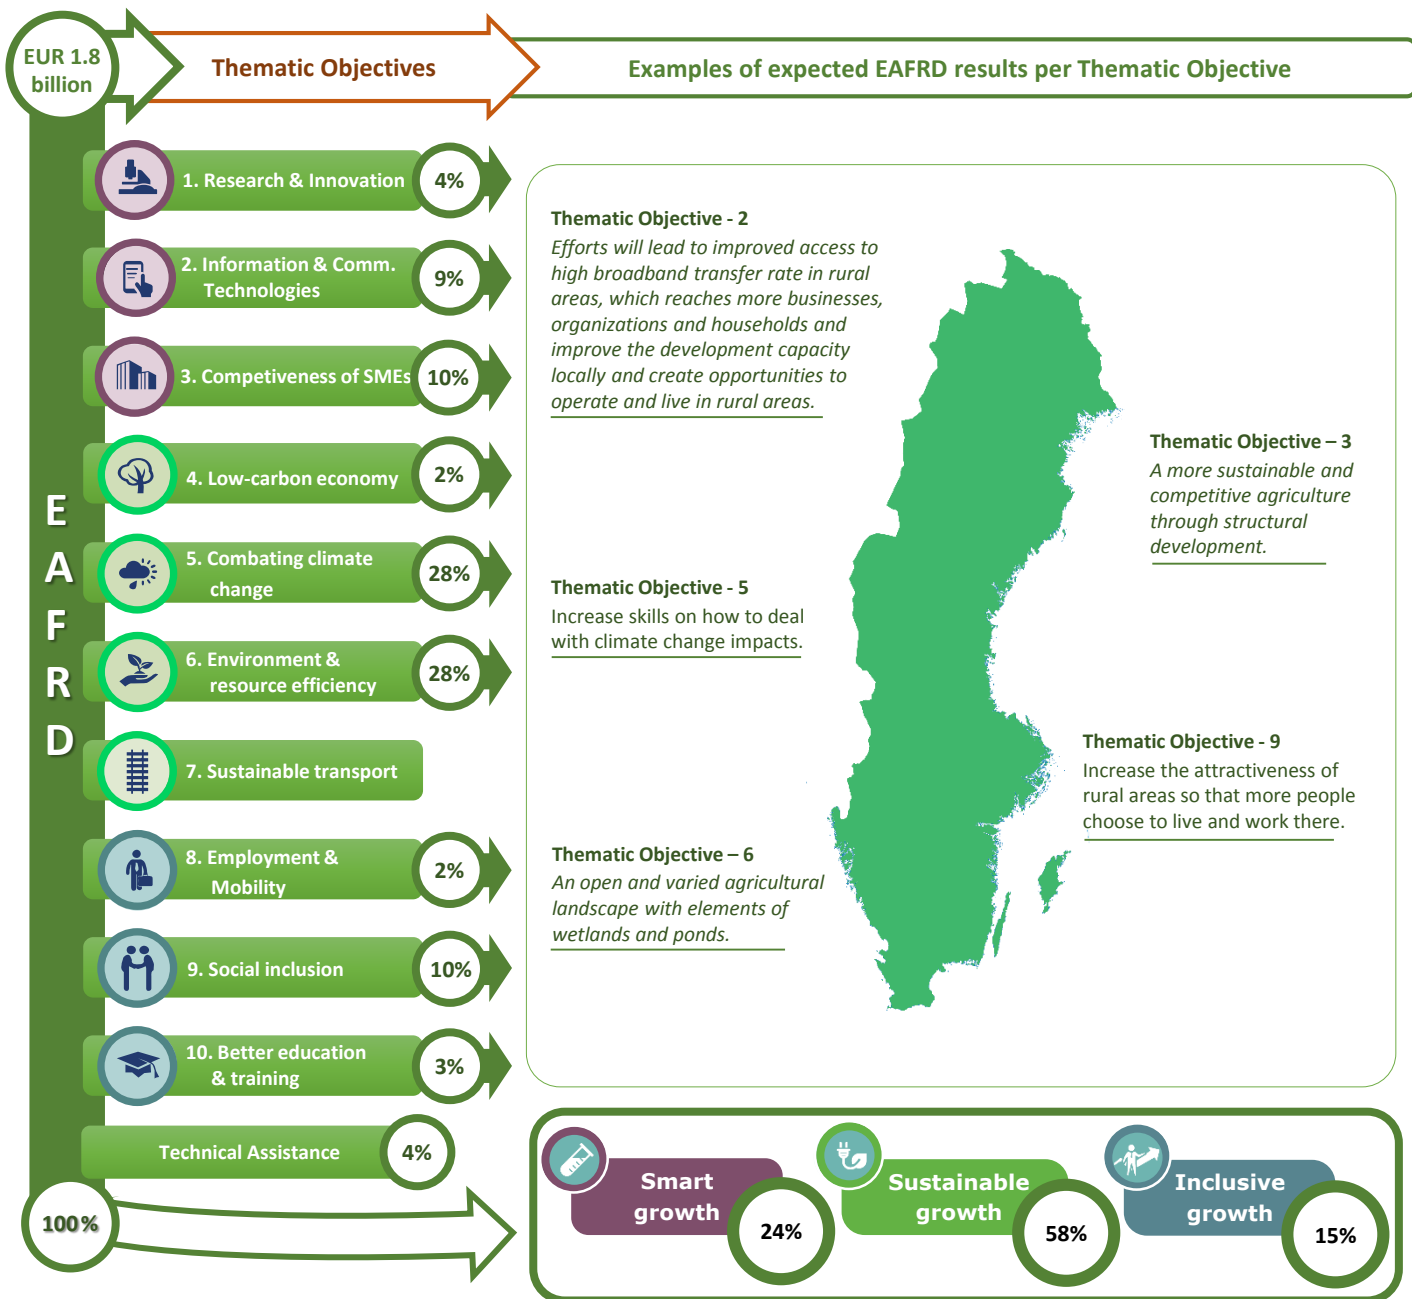 EUR 1.8
billion
Thematic Objectives
Examples of expected EAFRD results per Thematic Objective
E
A
F
R
D
1. Research & Innovation
4%
2. Information & Comm.
Technologies
9%
3. Competiveness of SMEs
10%
4. Low-carbon economy
2%
5. Combating climate
change
28%
6. Environment &
resource efficiency
28%
7. Sustainable transport
8. Employment &
Mobility
2%
9. Social inclusion
10%
10. Better education
& training
3%
Technical Assistance
4%
100%
Thematic Objective - 2
Efforts will lead to improved access to
high broadband transfer rate in rural
areas, which reaches more businesses,
organizations and households and
improve the development capacity
locally and create opportunities to
operate and live in rural areas.
Thematic Objective – 3
A more sustainable and
competitive agriculture
through structural
development.
Thematic Objective - 5
Increase skills on how to deal
with climate change impacts.
Thematic Objective - 9
Increase the attractiveness of
rural areas so that more people
choose to live and work there.
Thematic Objective – 6
An open and varied agricultural
landscape with elements of
wetlands and ponds.
Smart
growth
24%
Sustainable
growth
58%
Inclusive
growth
15%